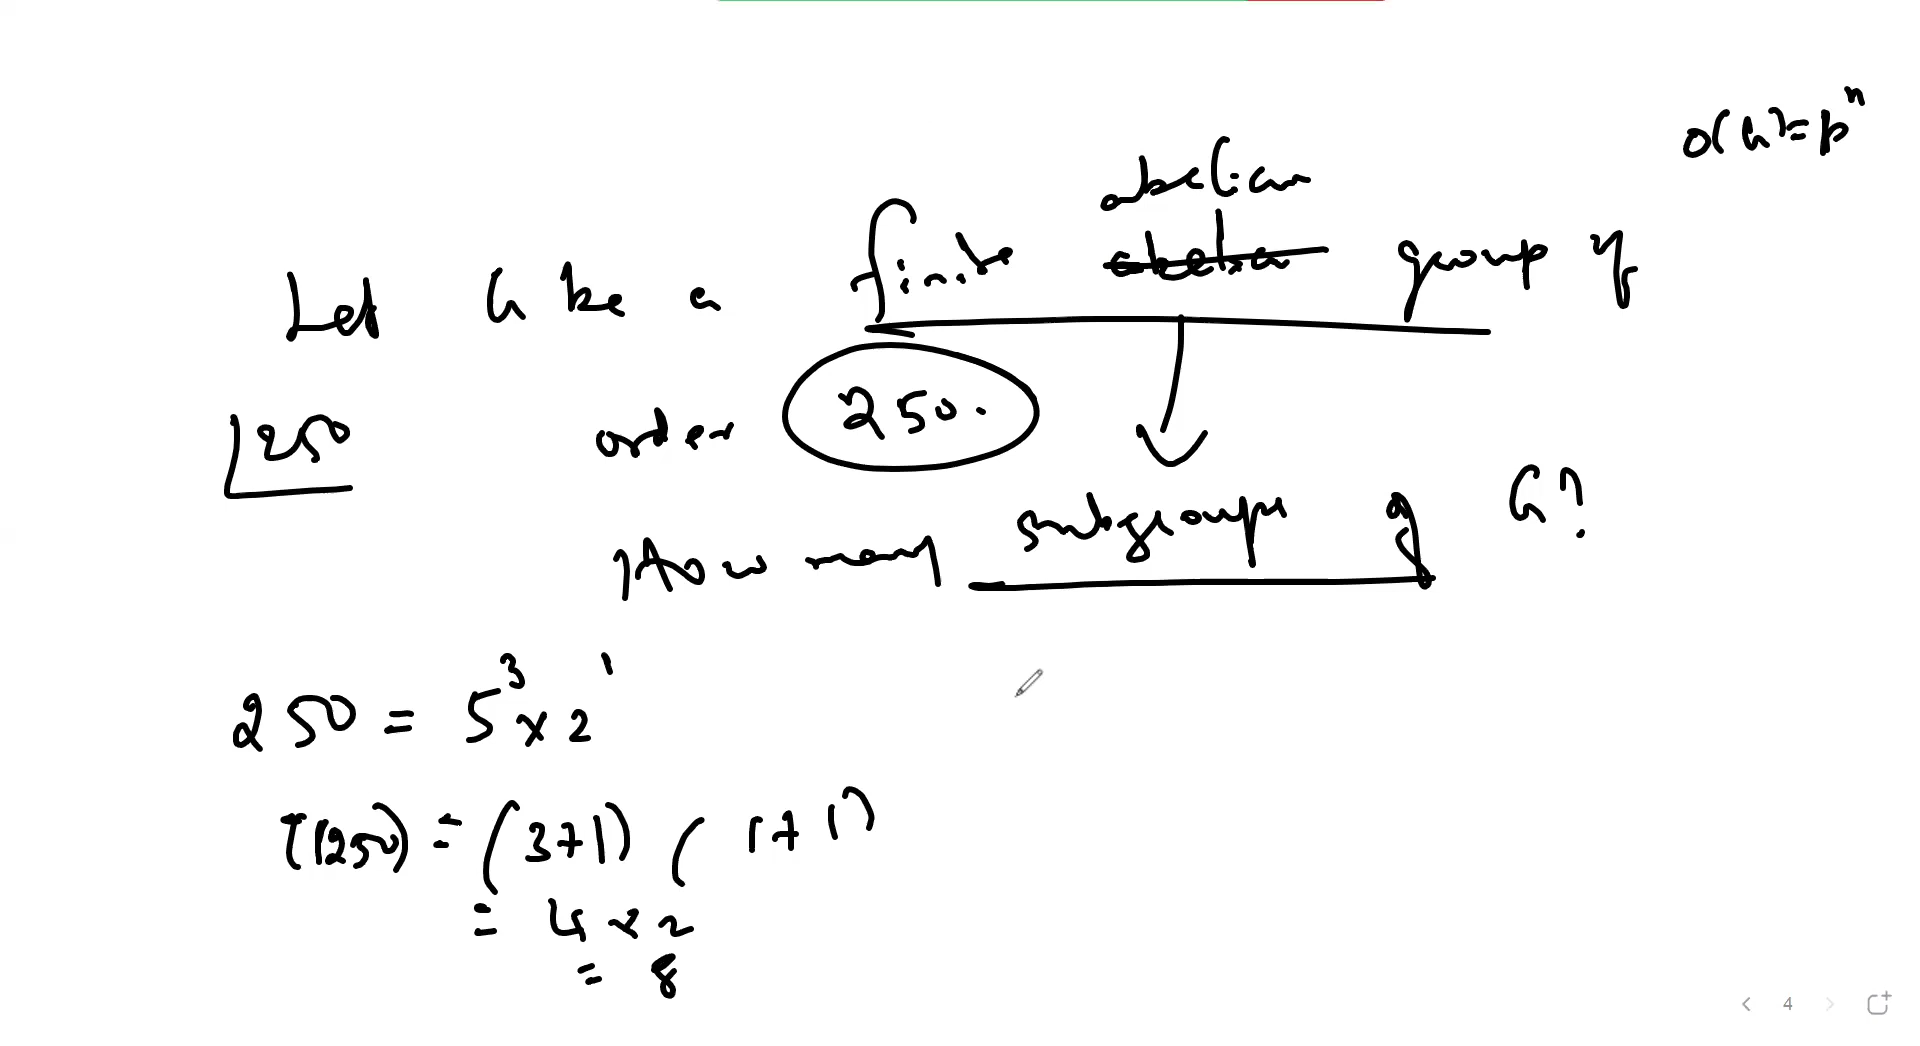 o(G)=p^n
abelian
Let G be a finite abela group of
250 order 250.
How many subgroups of G?
250 = 5^3 × 2^1
τ(250) = (3+1) (1+1)
= 4 × 2
= 8
4